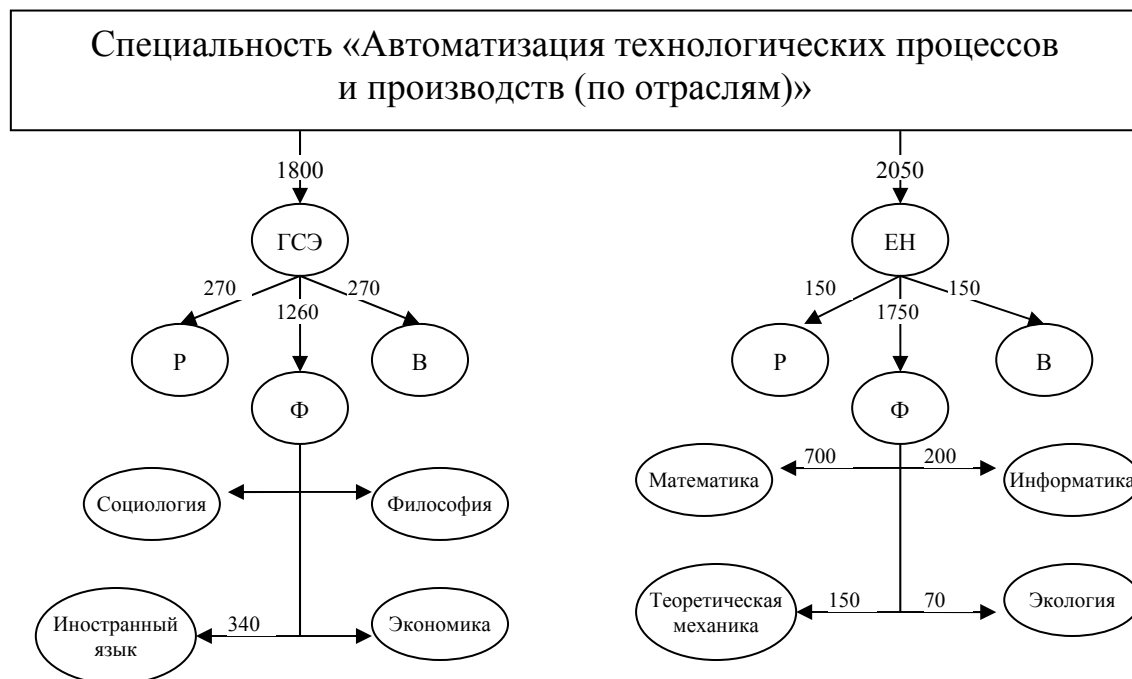 Специальность «Автоматизация технологических процессов
и производств (по отраслям)»
1800
2050
ГСЭ
ЕН
270
1260
270
150
1750
150
Р
В
Р
В
Ф
Ф
Математика
700
200
Информатика
Социология
Философия
Теоретическая
механика
150
70
Экология
Иностранный
язык
340
Экономика